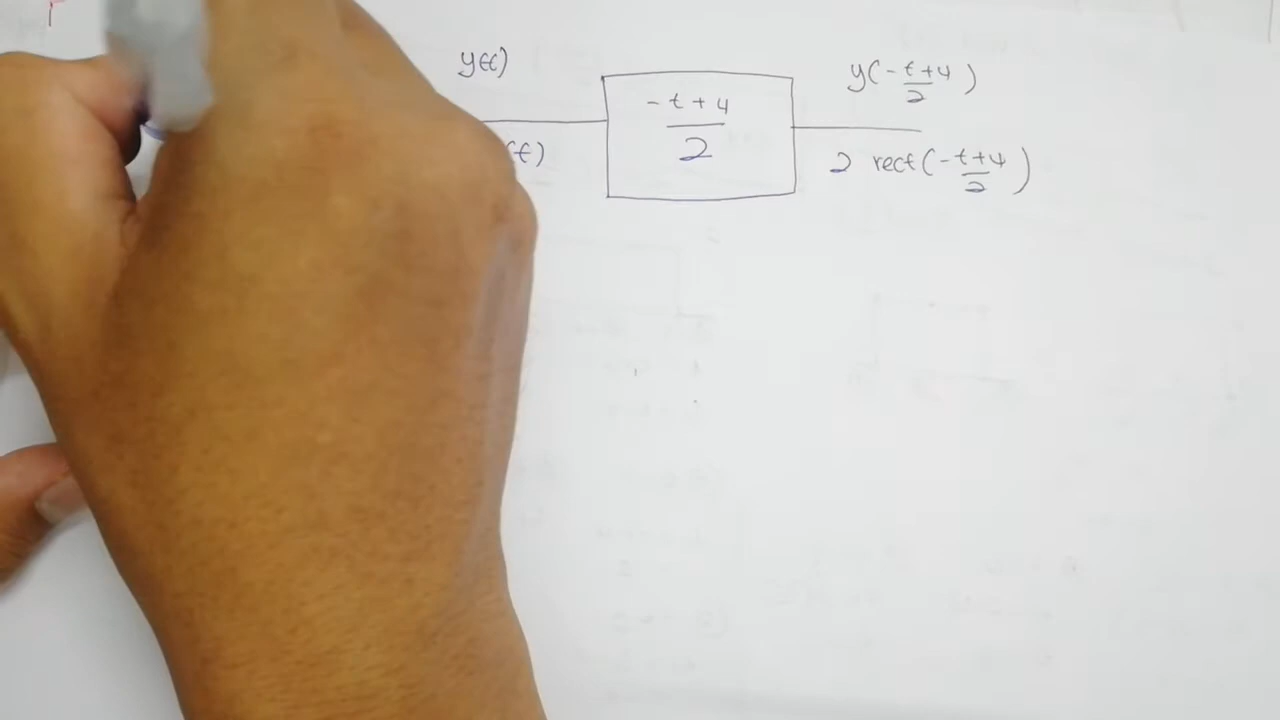 y(t)
-t+4
2
y(-t+4
2)
(t)
2 rect(-t+4
2)